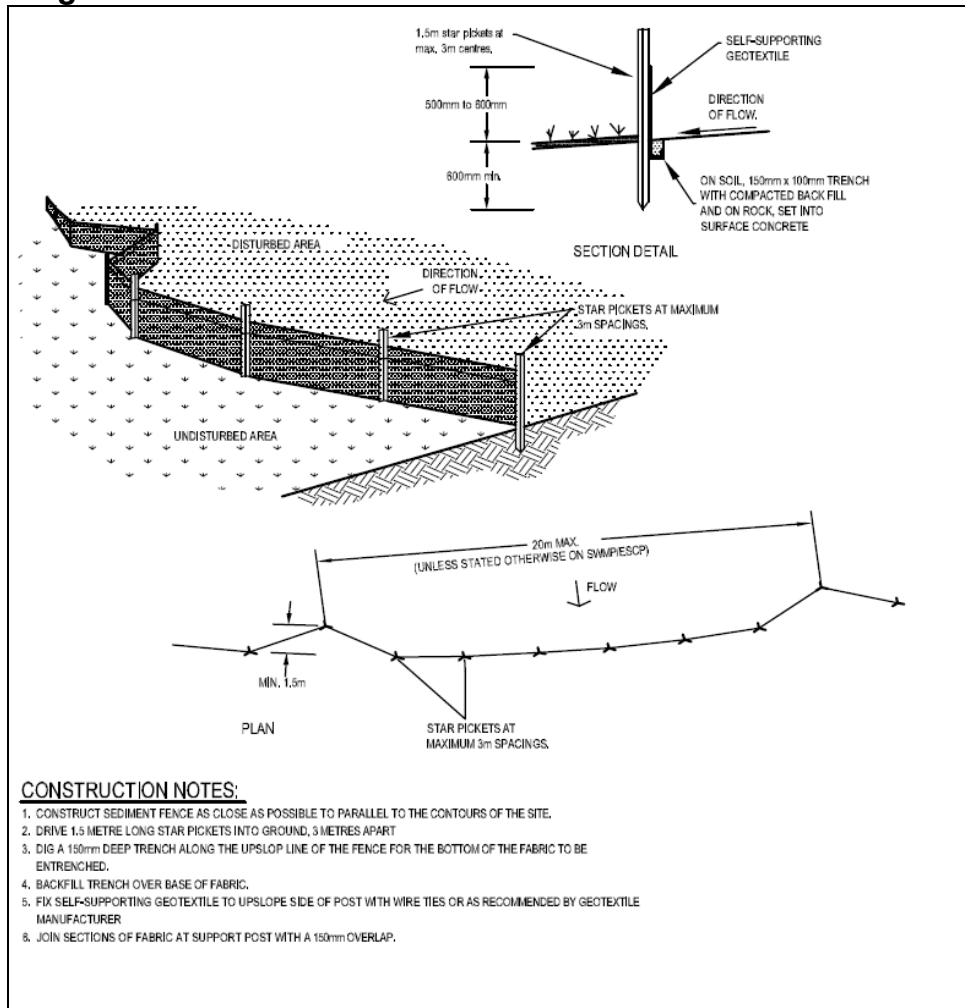 1.5m star pickets at
max. 3m centres.
SELF-SUPPORTING
GEOTEXTILE
500mm to 600mm
DIRECTION
OF FLOW.
600mm min.
ON SOIL, 150mm x 100mm TRENCH
WITH COMPACTED BACK FILL
AND ON ROCK, SET INTO
SURFACE CONCRETE
SECTION DETAIL
DISTURBED AREA
DIRECTION
OF FLOW
STAR PICKETS AT MAXIMUM
3m SPACINGS.
UNDISTURBED AREA
20m MAX.
(UNLESS STATED OTHERWISE ON SWMP/ESCP)
FLOW
MIN. 1.5m
PLAN
STAR PICKETS AT
MAXIMUM 3m SPACINGS.
CONSTRUCTION NOTES:
1. CONSTRUCT SEDIMENT FENCE AS CLOSE AS POSSIBLE TO PARALLEL TO THE CONTOURS OF THE SITE.
2. DRIVE 1.5 METRE LONG STAR PICKETS INTO GROUND, 3 METRES APART
3. DIG A 150mm DEEP TRENCH ALONG THE UPSLOP LINE OF THE FENCE FOR THE BOTTOM OF THE FABRIC TO BE
ENTRENCHED.
4. BACKFILL TRENCH OVER BASE OF FABRIC.
5. FIX SELF-SUPPORTING GEOTEXTILE TO UPSLOPE SIDE OF POST WITH WIRE TIES OR AS RECOMMENDED BY GEOTEXTILE
MANUFACTURER
6. JOIN SECTIONS OF FABRIC AT SUPPORT POST WITH A 150mm OVERLAP.